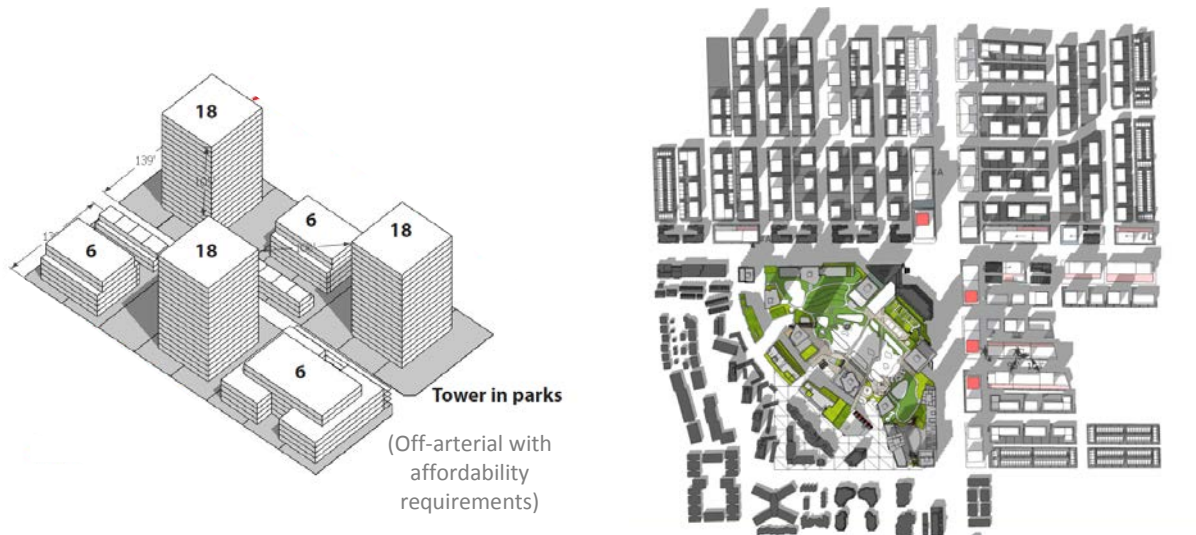 18
139'
6
18
6
18
6
Tower in parks
(Off-arterial with
affordability
requirements)